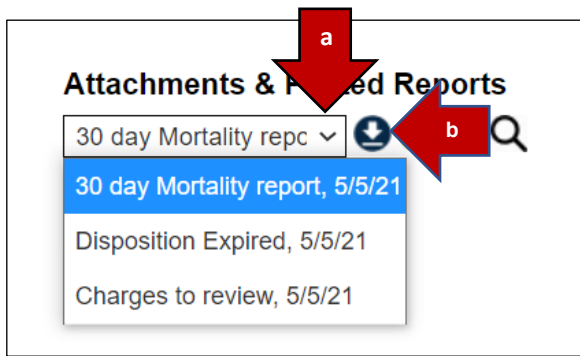 a
Attachments & ed Reports
30 day Mortality repc
b
30 day Mortality report, 5/5/21
Disposition Expired, 5/5/21
Charges to review, 5/5/21